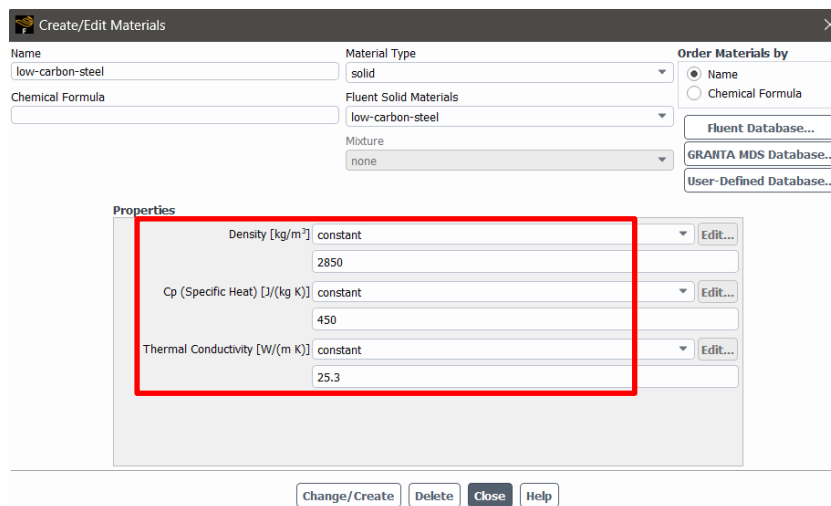 Create/Edit Materials
Name
Material Type
Order Materials by
low-carbon-steel
solid
Name
Chemical Formula
Fluent Solid Materials
Chemical Formula
low-carbon-steel
Fluent Database...
Mixture
GRANTA MDS Database..
none
User-Defined Database..
Properties
Density [kg/m³] constant Edit...
2850
Cp (Specific Heat) [J/(kg K)] constant Edit...
450
Thermal Conductivity [W/(m K)] constant Edit...
25.3
Change/Create Delete Close Help